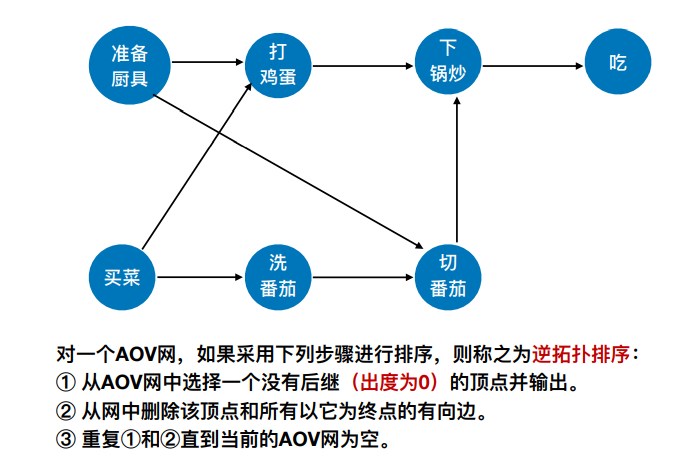 准备
厨具
打
鸡蛋
下
锅炒
吃
买菜
洗
番茄
切
番茄
对一个AOV网，如果采用下列步骤进行排序，则称之为逆拓扑排序：
① 从AOV网中选择一个没有后继（出度为0）的顶点并输出。
② 从网中删除该顶点和所有以它为终点的有向边。
③ 重复①和②直到当前的AOV网为空。